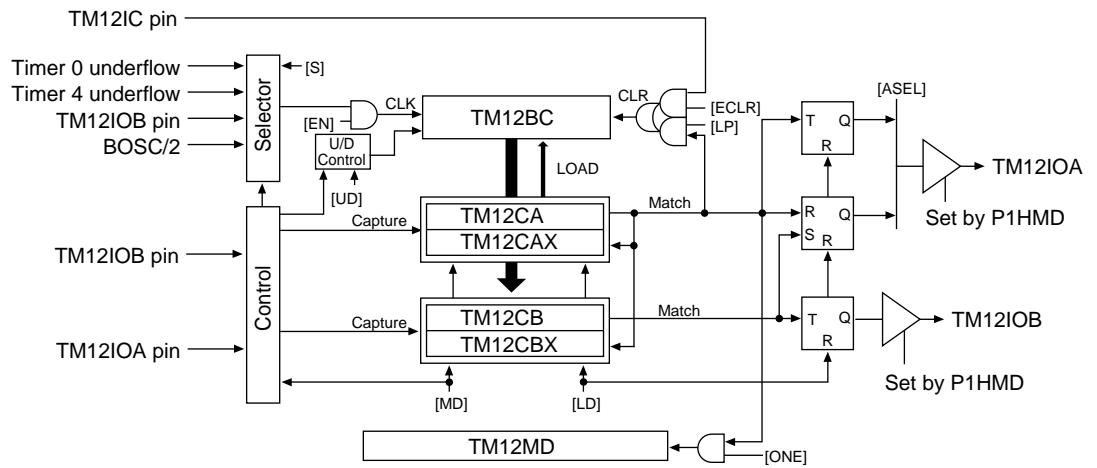 TM12IC pin
Timer 0 underflow
Timer 4 underflow
TM12IOB pin
BOSC/2
Selector
[S]
[EN]
CLK
U/D
Control
[UD]
TM12BC
CLR
[ECLR]
[LP]
LOAD
[ASEL]
T Q
R
TM12IOA
Set by P1HMD
Capture
TM12CA
TM12CAX
Match
R Q
S
R
TM12IOB pin
Control
TM12IOA pin
Capture
TM12CB
TM12CBX
Match
T Q
R
TM12IOB
Set by P1HMD
[MD]
[LD]
TM12MD
[ONE]